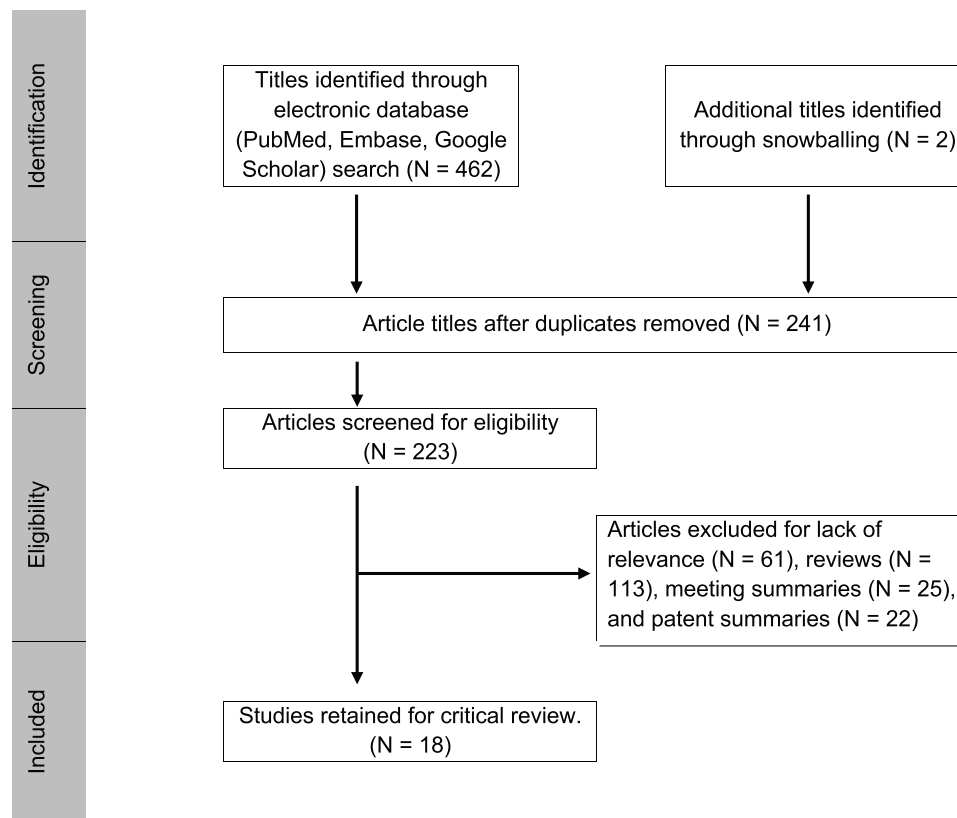 Identification
Titles identified through
electronic database
(PubMed, Embase, Google
Scholar) search (N = 462)
Additional titles identified
through snowballing (N = 2)
Screening
Article titles after duplicates removed (N = 241)
Eligibility
Articles screened for eligibility
(N = 223)
Articles excluded for lack of
relevance (N = 61), reviews (N =
113), meeting summaries (N = 25),
and patent summaries (N = 22)
Included
Studies retained for critical review.
(N = 18)